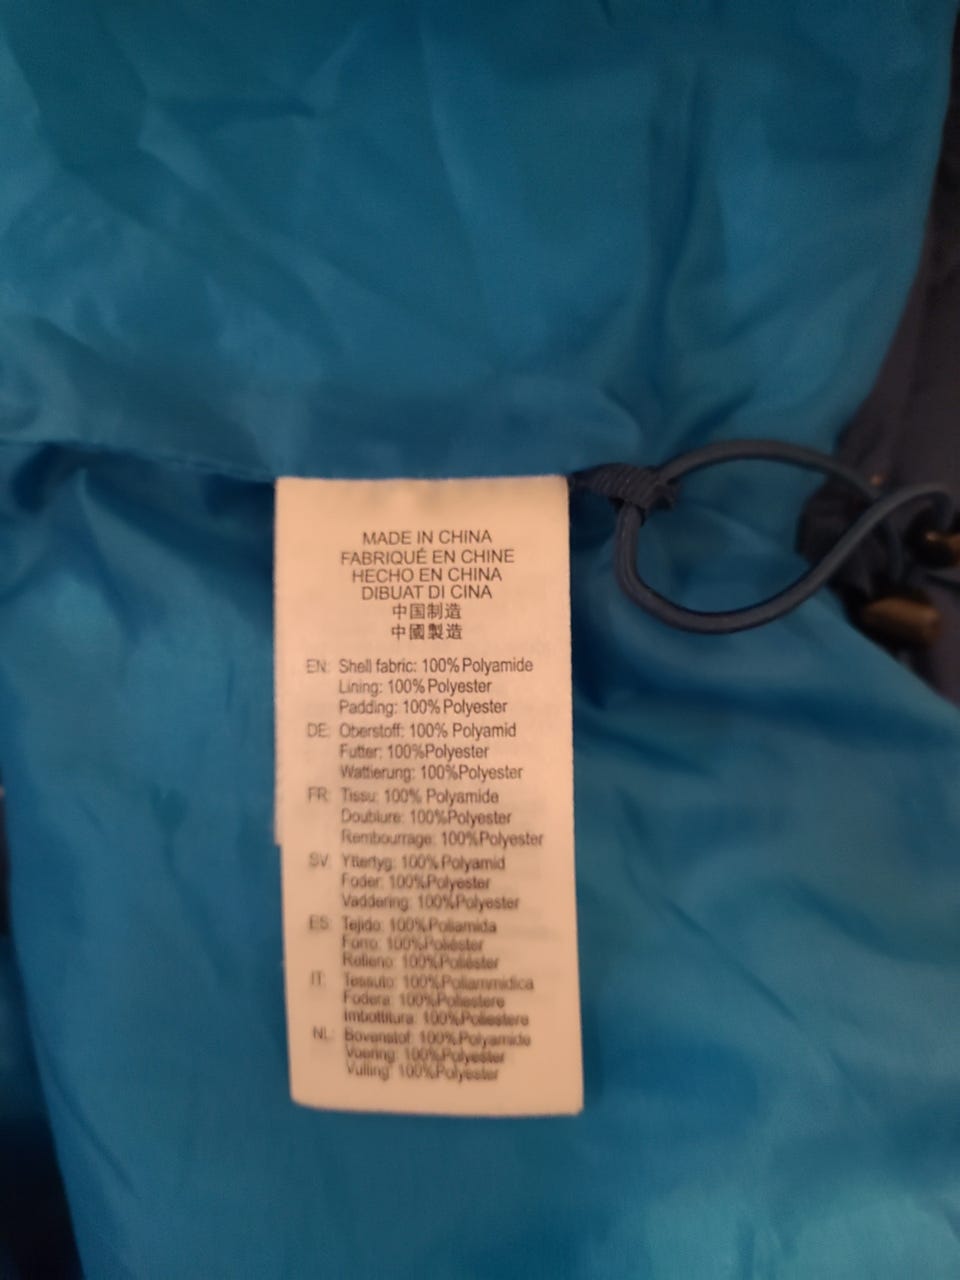 MADE IN CHINA
FABRIQUÉ EN CHINE
HECHO EN CHINA
DIBUAT DI CINA
中国制造
中國製造
EN: Shell fabric: 100% Polyamide
Lining: 100% Polyester
Padding: 100% Polyester
DE: Oberstoff: 100% Polyamid
Futter: 100%Polyester
Wattierung: 100%Polyester
FR: Tissu: 100% Polyamide
Doublure: 100%Polyester
Rembourrage: 100%Polyester
SV: Yttertyg: 100%Polyamid
Foder: 100%Polyester
Vaddering: 100%Polyester
ES: Tejido: 100%Poliamida
Forro: 100%Poliéster
Relleno: 100%Poliéster
IT: Tessuto: 100%Poliammidica
Fodera: 100%Poliestere
Imbottitura: 100%Poliestere
NL: Bovenstof: 100%Polyamide
Voering: 100%Polyester
Vulling: 100%Polyester